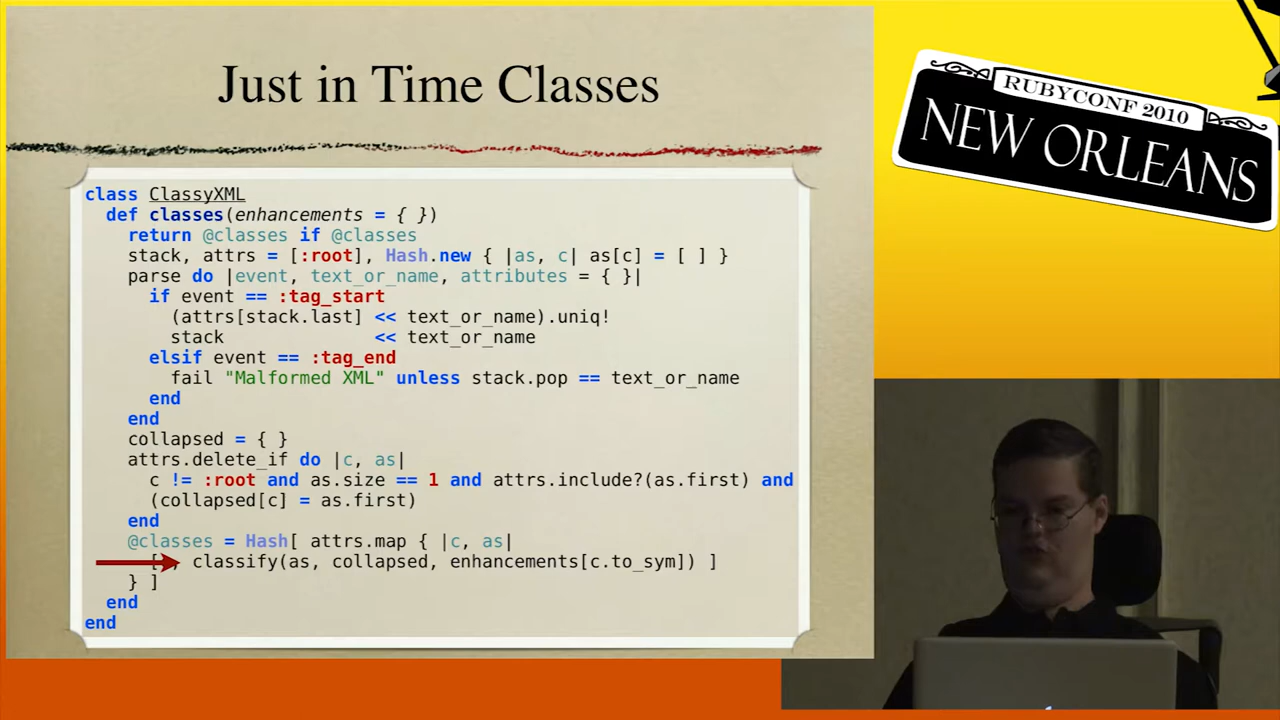 Just in Time Classes
class ClassyXML
  def classes(enhancements = { })
    return @classes if @classes
    stack, attrs = [:root], Hash.new { |as, c| as[c] = [ ] }
    parse do |event, text_or_name, attributes = { }|
      if event == :tag_start
        (attrs[stack.last] << text_or_name).uniq!
        stack              << text_or_name
      elsif event == :tag_end
        fail "Malformed XML" unless stack.pop == text_or_name
      end
    end
    collapsed = { }
    attrs.delete_if do |c, as|
      c != :root and as.size == 1 and attrs.include?(as.first) and
      (collapsed[c] = as.first)
    end
    @classes = Hash[ attrs.map { |c, as|
      classify(as, collapsed, enhancements[c.to_sym]) ]
    } ]
  end
end
RUBYCONF 2010
NEW ORLEANS